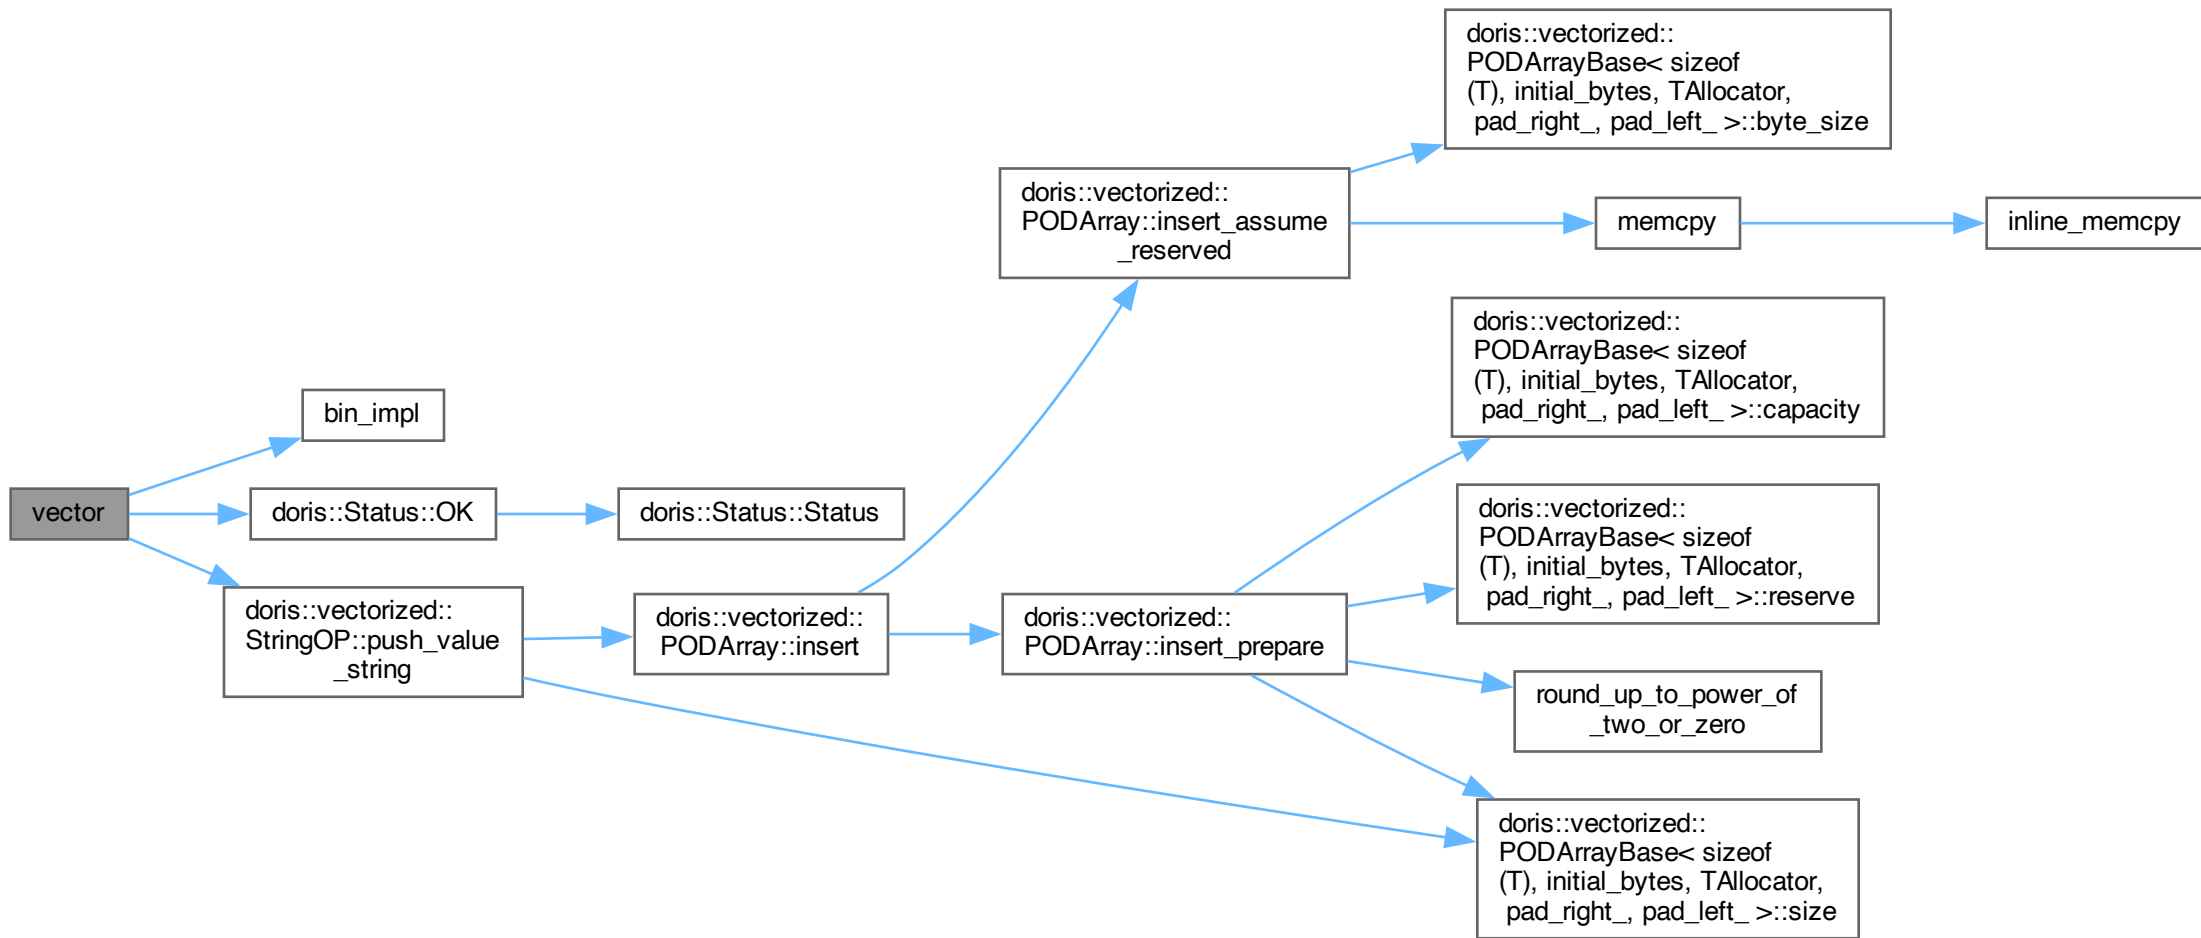 vector
bin_impl
doris::Status::OK
doris::Status::Status
doris::vectorized::
StringOP::push_value
_string
doris::vectorized::
PODArray::insert
doris::vectorized::
PODArray::insert_assume
_reserved
doris::vectorized::
PODArrayBase< sizeof
(T), initial_bytes, TAllocator,
pad_right_, pad_left_ >::byte_size
memcpy
inline_memcpy
doris::vectorized::
PODArray::insert_prepare
doris::vectorized::
PODArrayBase< sizeof
(T), initial_bytes, TAllocator,
pad_right_, pad_left_ >::capacity
doris::vectorized::
PODArrayBase< sizeof
(T), initial_bytes, TAllocator,
pad_right_, pad_left_ >::reserve
round_up_to_power_of
_two_or_zero
doris::vectorized::
PODArrayBase< sizeof
(T), initial_bytes, TAllocator,
pad_right_, pad_left_ >::size